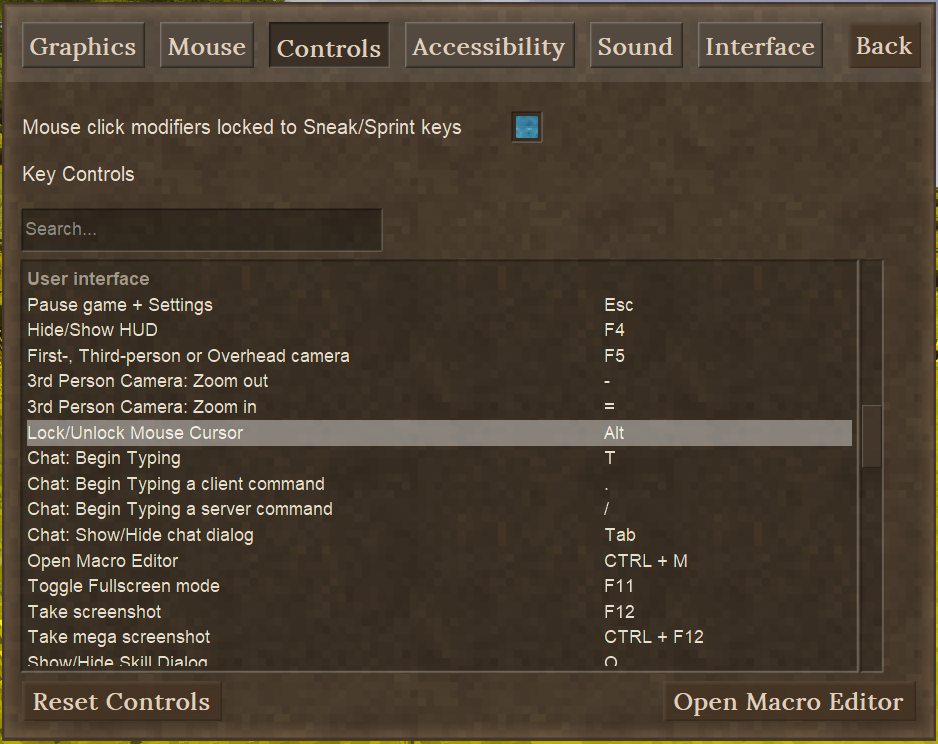 Graphics Mouse Controls Accessibility Sound Interface Back
Mouse click modifiers locked to Sneak/Sprint keys
Key Controls
Search...
User interface
Pause game + Settings Esc
Hide/Show HUD F4
First-, Third-person or Overhead camera F5
3rd Person Camera: Zoom out -
3rd Person Camera: Zoom in =
Lock/Unlock Mouse Cursor Alt
Chat: Begin Typing T
Chat: Begin Typing a client command .
Chat: Begin Typing a server command /
Chat: Show/Hide chat dialog Tab
Open Macro Editor CTRL + M
Toggle Fullscreen mode F11
Take screenshot F12
Take mega screenshot CTRL + F12
Show/Hide Skill Dialog
Reset Controls Open Macro Editor